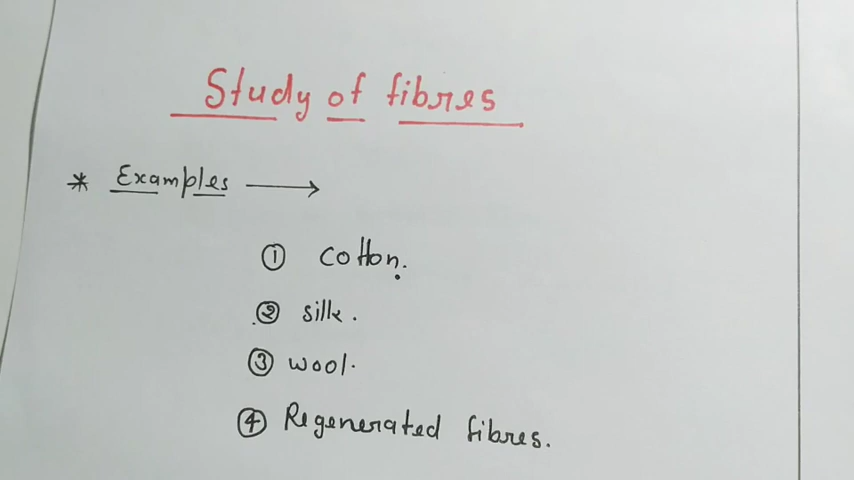 Study of fibres
* Examples →
① cotton.
② silk.
③ wool.
④ Regenerated fibres.